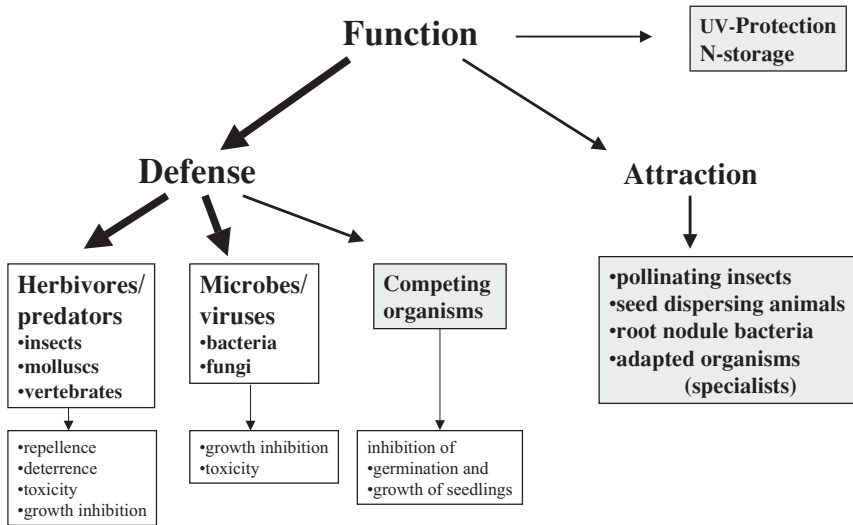 Function
UV-Protection
N-storage
Defense
Attraction
Herbivores/
predators
•insects
•molluscs
•vertebrates
Microbes/
viruses
•bacteria
•fungi
Competing
organisms
•pollinating insects
•seed dispersing animals
•root nodule bacteria
•adapted organisms
(specialists)
•repellence
•deterrence
•toxicity
•growth inhibition
•growth inhibition
•toxicity
inhibition of
•germination and
•growth of seedlings